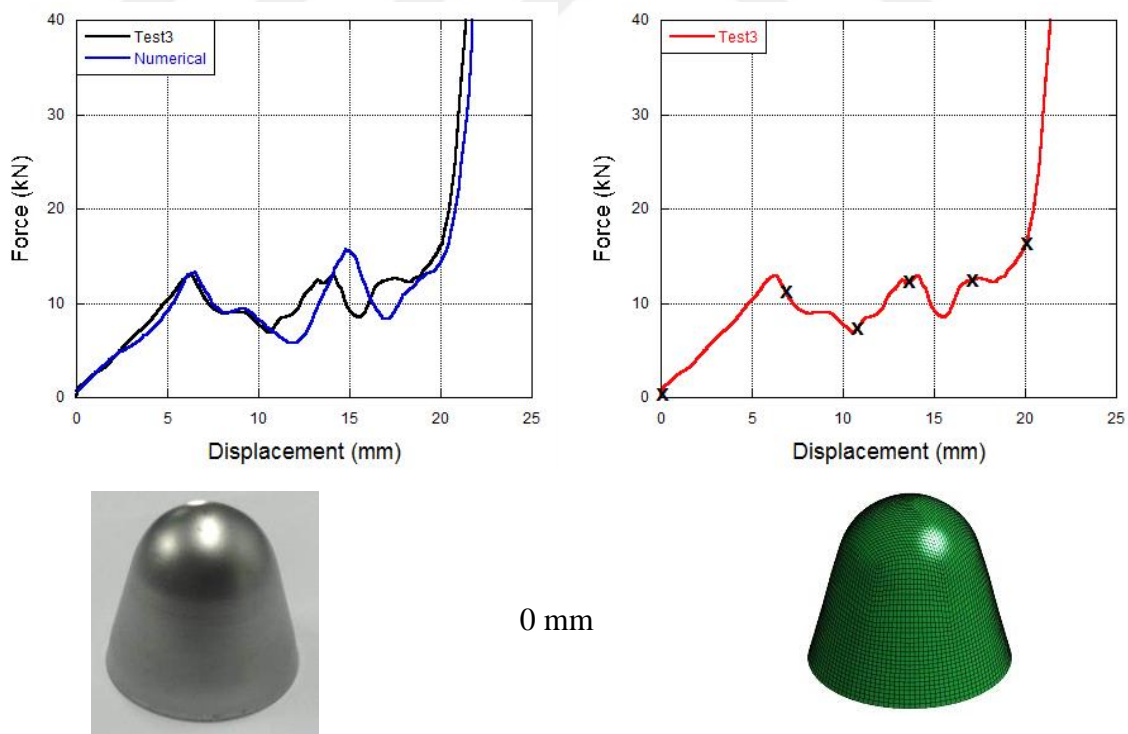 40
30
20
10
0
Force (kN)
Test3
Numerical
0 5 10 15 20 25
Displacement (mm)
40
30
20
10
0
Force (kN)
Test3
x x x x x x
0 5 10 15 20 25
Displacement (mm)
0 mm